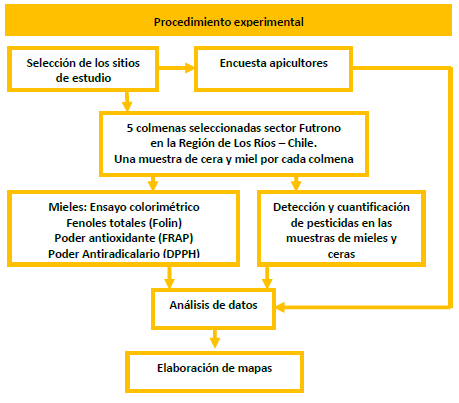 Procedimiento experimental
Selección de los sitios
de estudio
Encuesta apicultores
5 colmenas seleccionadas sector Futrono
en la Región de Los Ríos – Chile.
Una muestra de cera y miel por cada colmena
Mieles: Ensayo colorimétrico
Fenoles totales (Folin)
Poder antioxidante (FRAP)
Poder Antiradicalario (DPPH)
Detección y cuantificación
de pesticidas en las
muestras de mieles y
ceras
Análisis de datos
Elaboración de mapas